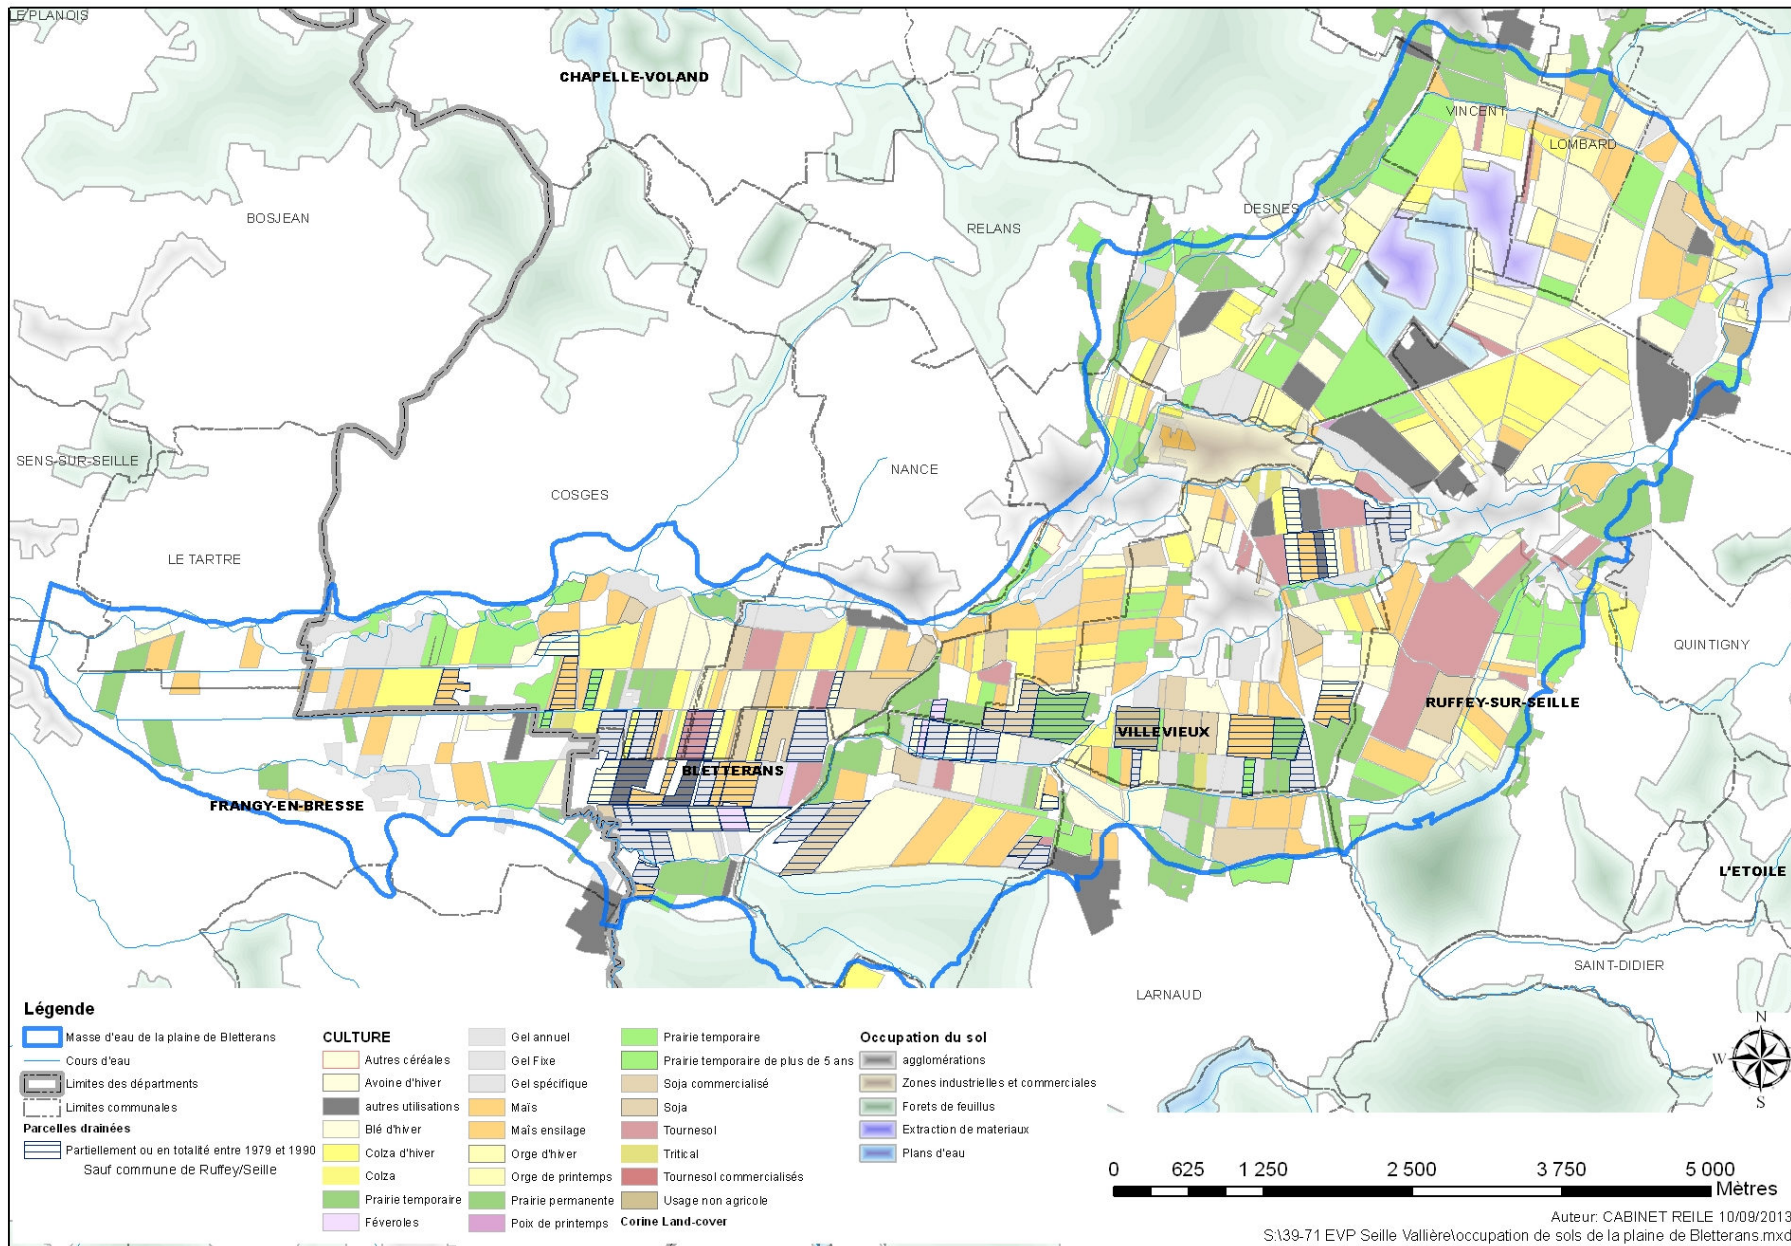 LE PLANOIS
CHAPELLE-VOLAND
VINCENT
LOMBARD
BOSJEAN
DESNES
RELANS
SENS-SUR-SEILLE
NANCE
COSGES
LE TARTRE
QUINTIGNY
RUFFEY-SUR-SEILLE
VILLEVIEUX
BLETTERANS
FRANGY-EN-BRESSE
L'ETOILE
SAINT-DIDIER
LARNAUD
Légende
Masse d'eau de la plaine de Bletterans
Cours d'eau
Limites des départments
Limites communales
Parcelles drainées
Partiellement ou en totalité entre 1979 et 1990
Sauf commune de Ruffey/Seille
CULTURE
Autres céréales
Avoine d'hiver
autres utilisations
Blé d'hiver
Colza d'hiver
Colza
Prairie temporaire
Féveroles
Gel annuel
Gel Fixe
Gel spécifique
Maïs
Maîs ensilage
Orge d'hiver
Orge de printemps
Prairie permanente
Poix de printemps
Prairie temporaire
Prairie temporaire de plus de 5 ans
Soja commercialisé
Soja
Tournesol
Tritical
Tournesol commercialisés
Usage non agricole
Corine Land-cover
Occupation du sol
agglomérations
Zones industrielles et commerciales
Forets de feuillus
Extraction de materiaux
Plans d'eau
N
W
E
S
0 625 1 250 2 500 3 750 5 000
Mètres
Auteur: CABINET REILE 10/09/2013
S:\39-71 EVP Seille Vallière\occupation de sols de la plaine de Bletterans.mxd